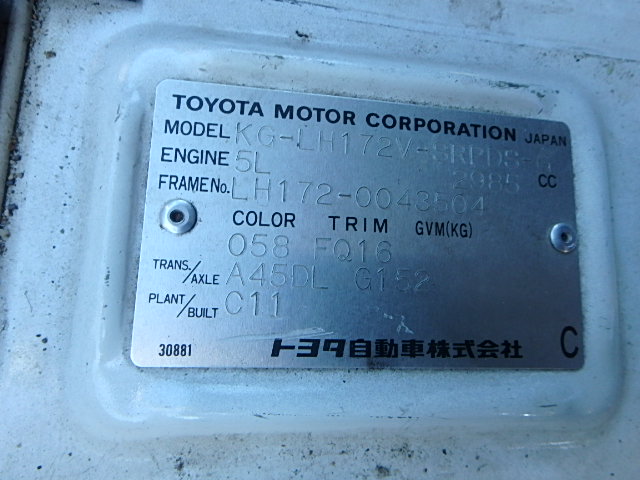 TOYOTA MOTOR CORPORATION JAPAN
MODEL KG-LH172V-SRPDS-G
ENGINE 5L 2985 CC
FRAME No. LH172-0043504
COLOR TRIM GVM(KG)
058 FQ16
TRANS./AXLE A45DL G152
PLANT/BUILT C11
30881 トヨタ自動車株式会社 C